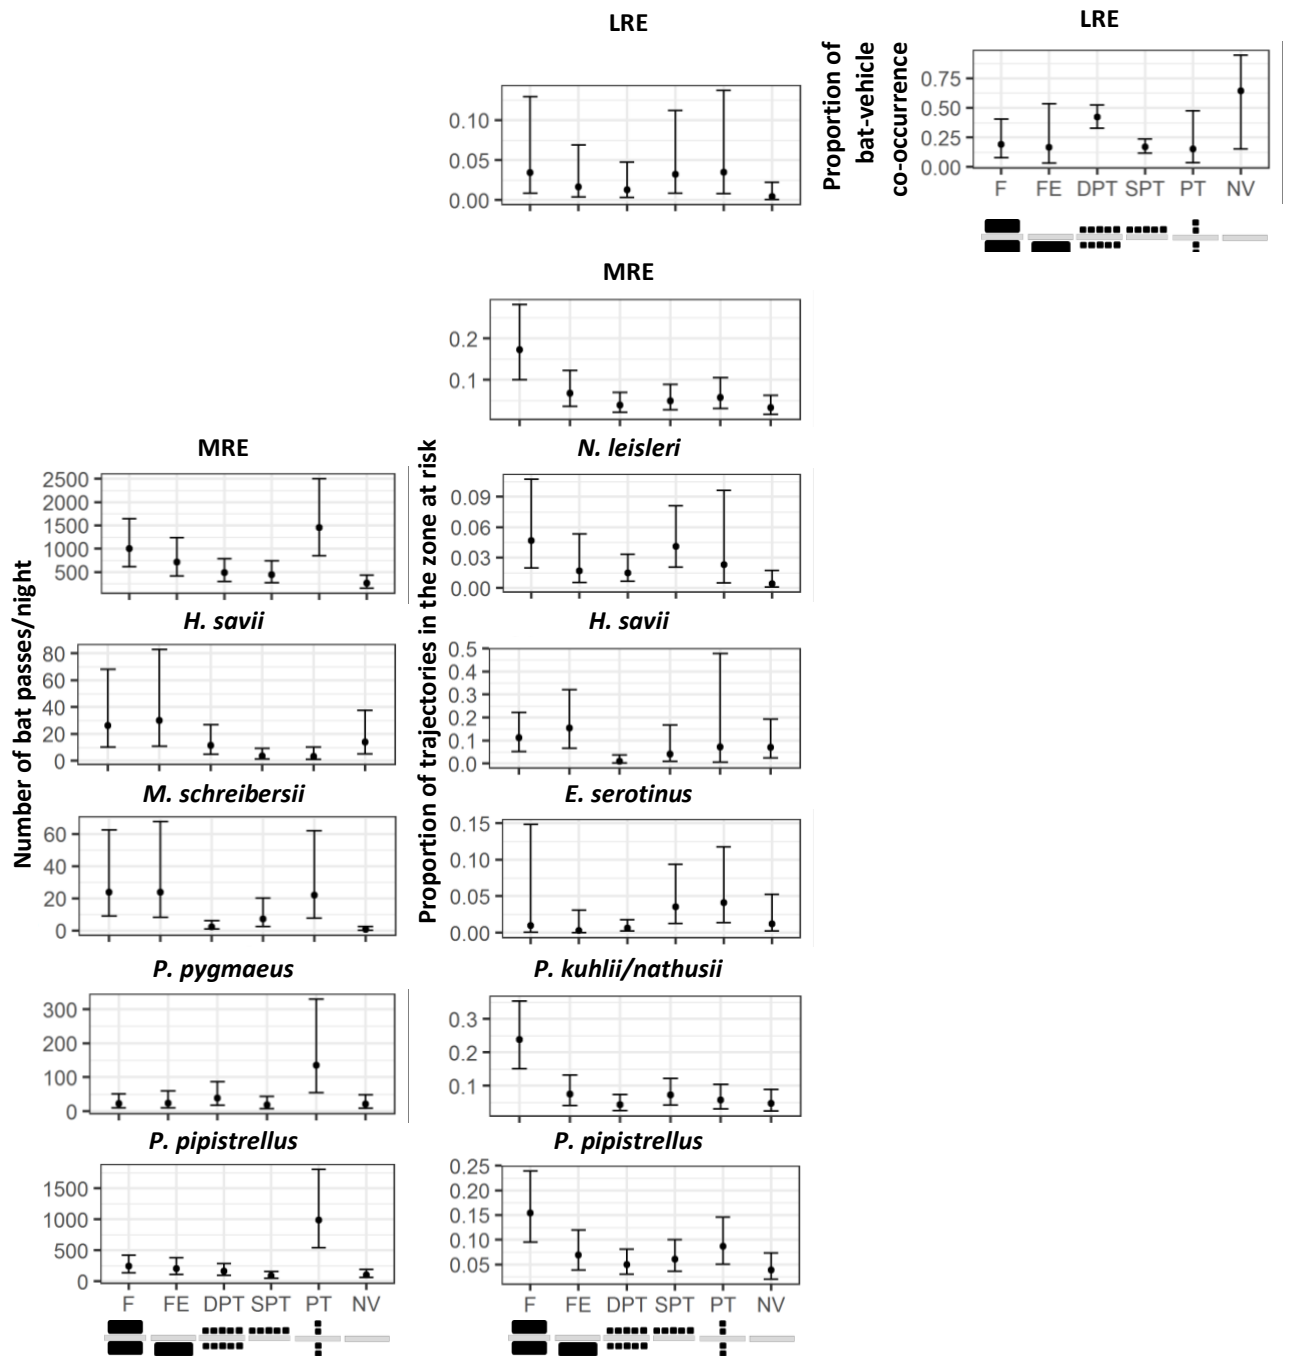 LRE
0.10
0.05
0.00
LRE
Proportion of
bat-vehicle
co-occurrence
0.75
0.50
0.25
0.00
F FE DPT SPT PT NV
MRE
0.2
0.1
Number of bat passes/night
MRE
2500
2000
1500
1000
500
H. savii
80
60
40
20
0
M. schreibersii
60
40
20
0
P. pygmaeus
300
200
100
0
P. pipistrellus
1500
1000
500
0
F FE DPT SPT PT NV
Proportion of trajectories in the zone at risk
N. leisleri
0.09
0.06
0.03
0.00
H. savii
0.5
0.4
0.3
0.2
0.1
0.0
E. serotinus
0.15
0.10
0.05
0.00
P. kuhlii/nathusii
0.3
0.2
0.1
P. pipistrellus
0.25
0.20
0.15
0.10
0.05
F FE DPT SPT PT NV